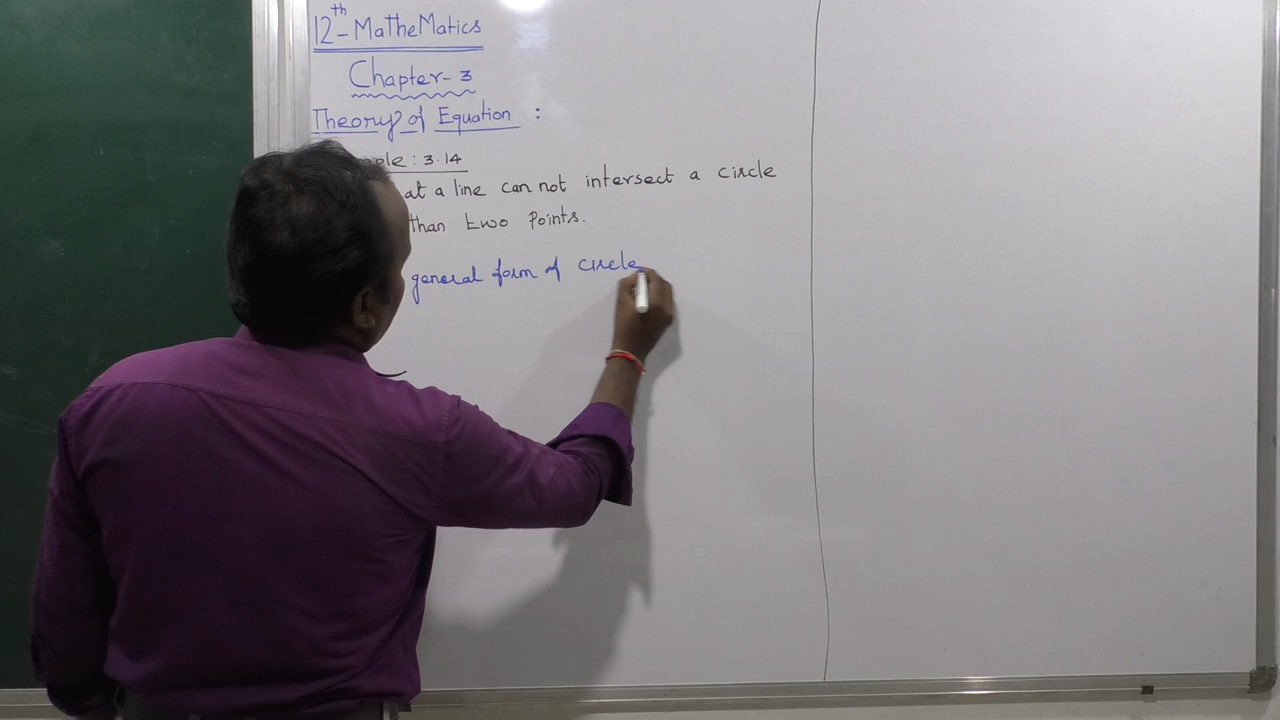 12th - MatheMatics
Chapter - 3
Theory of Equation :
ple : 3.14
at a line can not intersect a circle
than two Points.
general form of circle